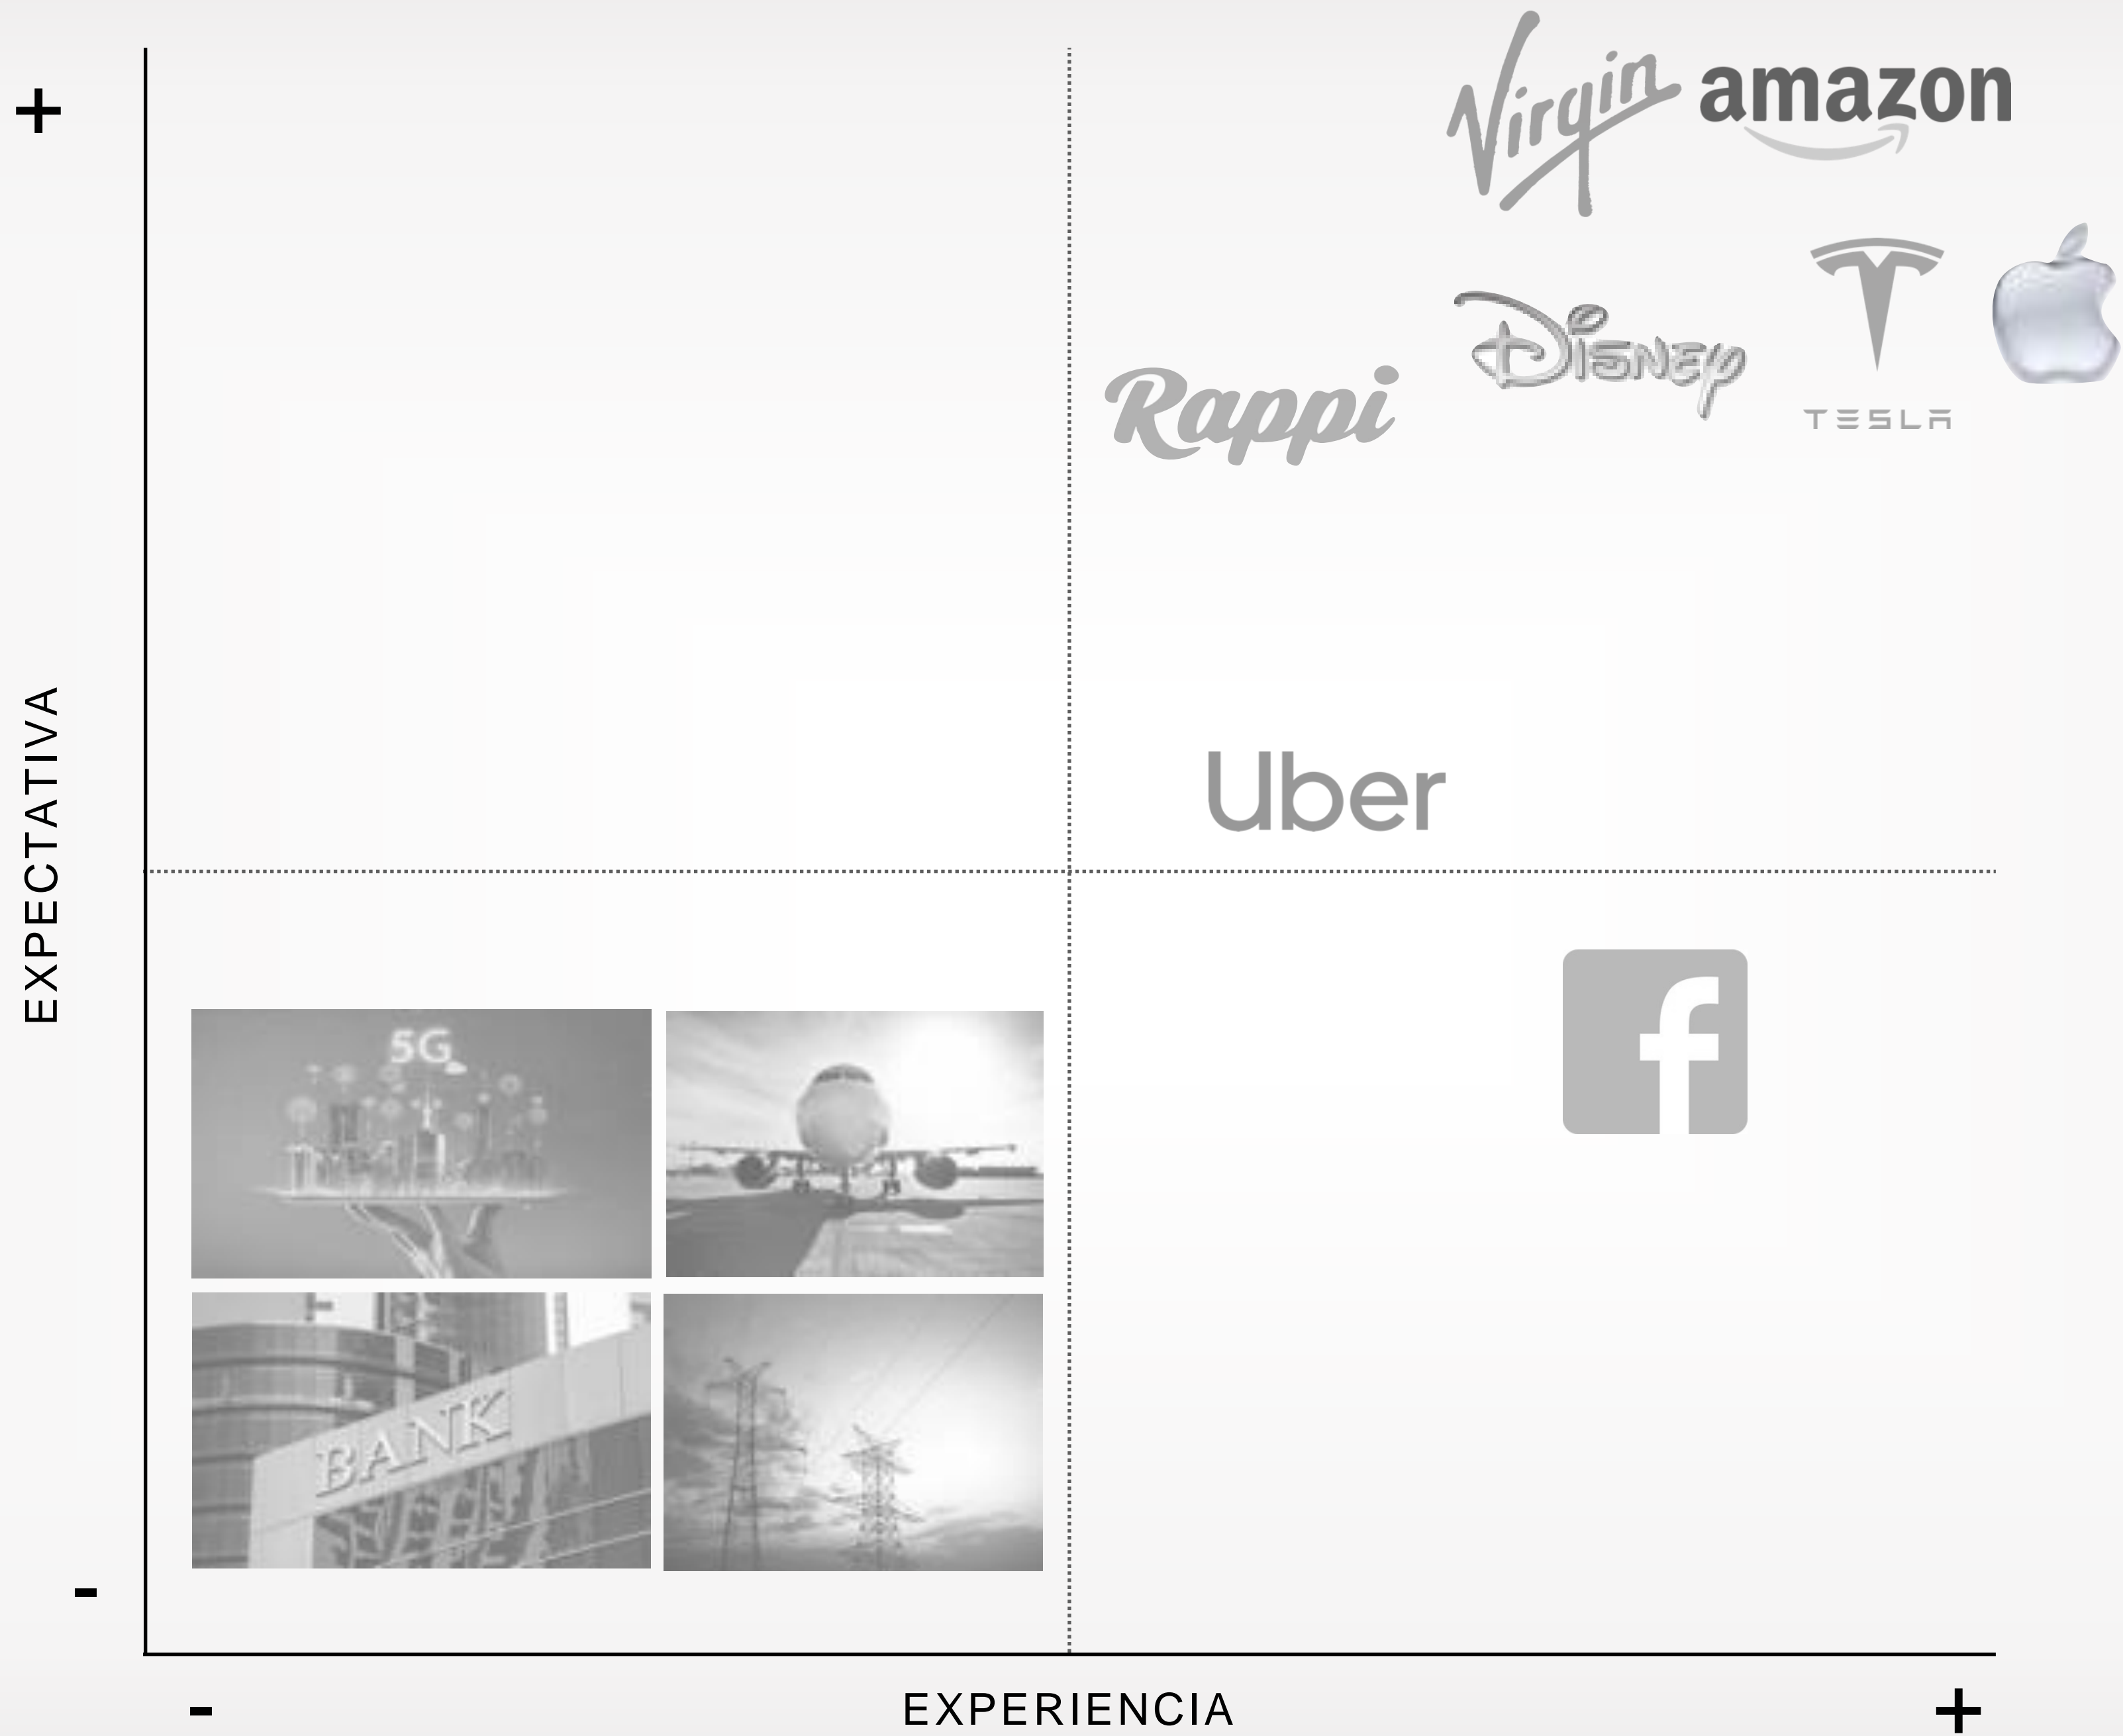 +
Virgin
amazon
Disney
TESLA
Rappi
EXPECTATIVA
Uber
f
5G
BANK
-
-
EXPERIENCIA
+